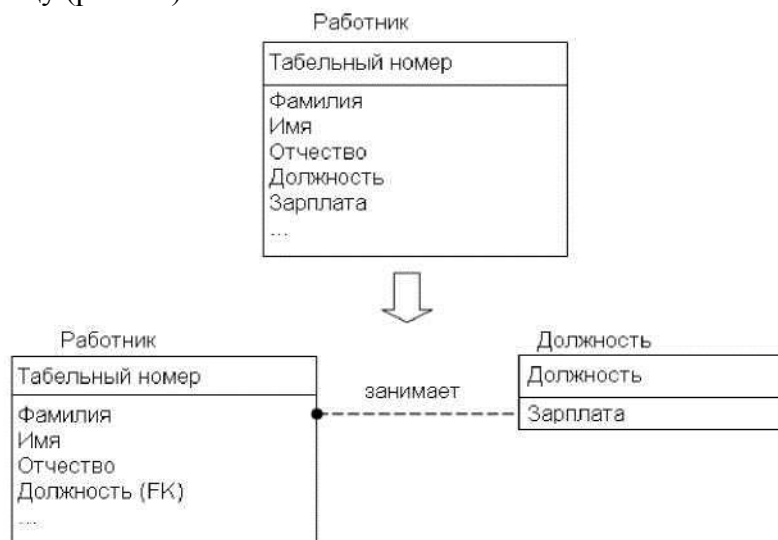 Работник
Табельный номер
Фамилия
Имя
Отчество
Должность
Зарплата
...
Работник
Табельный номер
Фамилия
Имя
Отчество
Должность (FK)
....
занимает
Должность
Должность
Зарплата